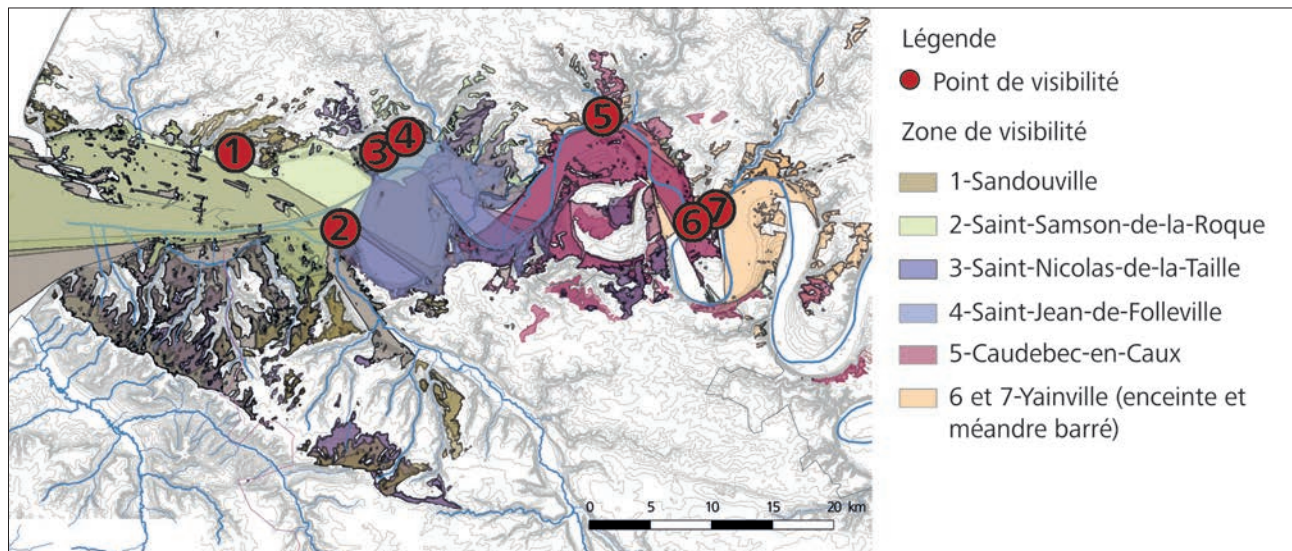 Légende
Point de visibilité
Zone de visibilité
1-Sandouville
2-Saint-Samson-de-la-Roque
3-Saint-Nicolas-de-la-Taille
4-Saint-Jean-de-Folleville
5-Caudebec-en-Caux
6 et 7-Yainville (enceinte et
méandre barré)
1
2
3
4
5
6
7
0 5 10 15 20 km